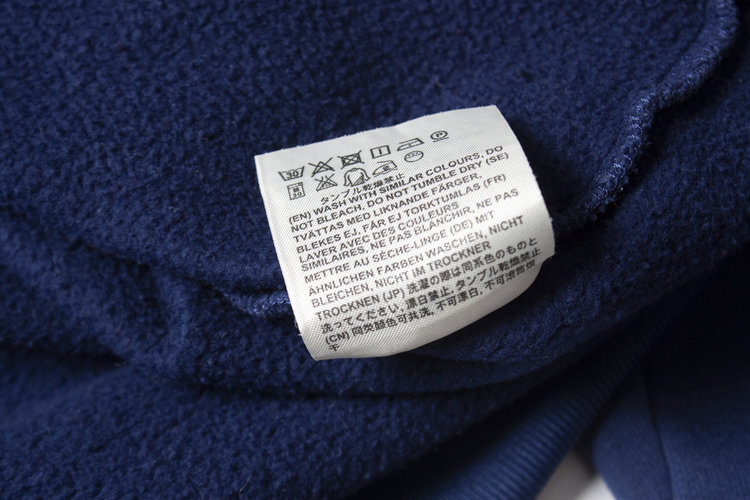 30 P
30
タンブル乾燥禁止
(EN) WASH WITH SIMILAR COLOURS, DO
NOT BLEACH, DO NOT TUMBLE DRY (SE)
TVÄTTAS MED LIKNANDE FÄRGER,
BLEKES EJ, FÅR EJ TORKTUMLAS (FR)
LAVER AVEC DES COULEURS
SIMILAIRES, NE PAS BLANCHIR, NE PAS
METTRE AU SÈCHE-LINGE (DE) MIT
ÄHNLICHEN FARBEN WASCHEN, NICHT
BLEICHEN, NICHT IM TROCKNER
TROCKNEN (JP) 洗濯の際は同系色のものと
洗ってください, 漂白禁止, タンブル乾燥禁止
(CN) 同类颜色可共洗, 不可漂白, 不可滚筒烘
干